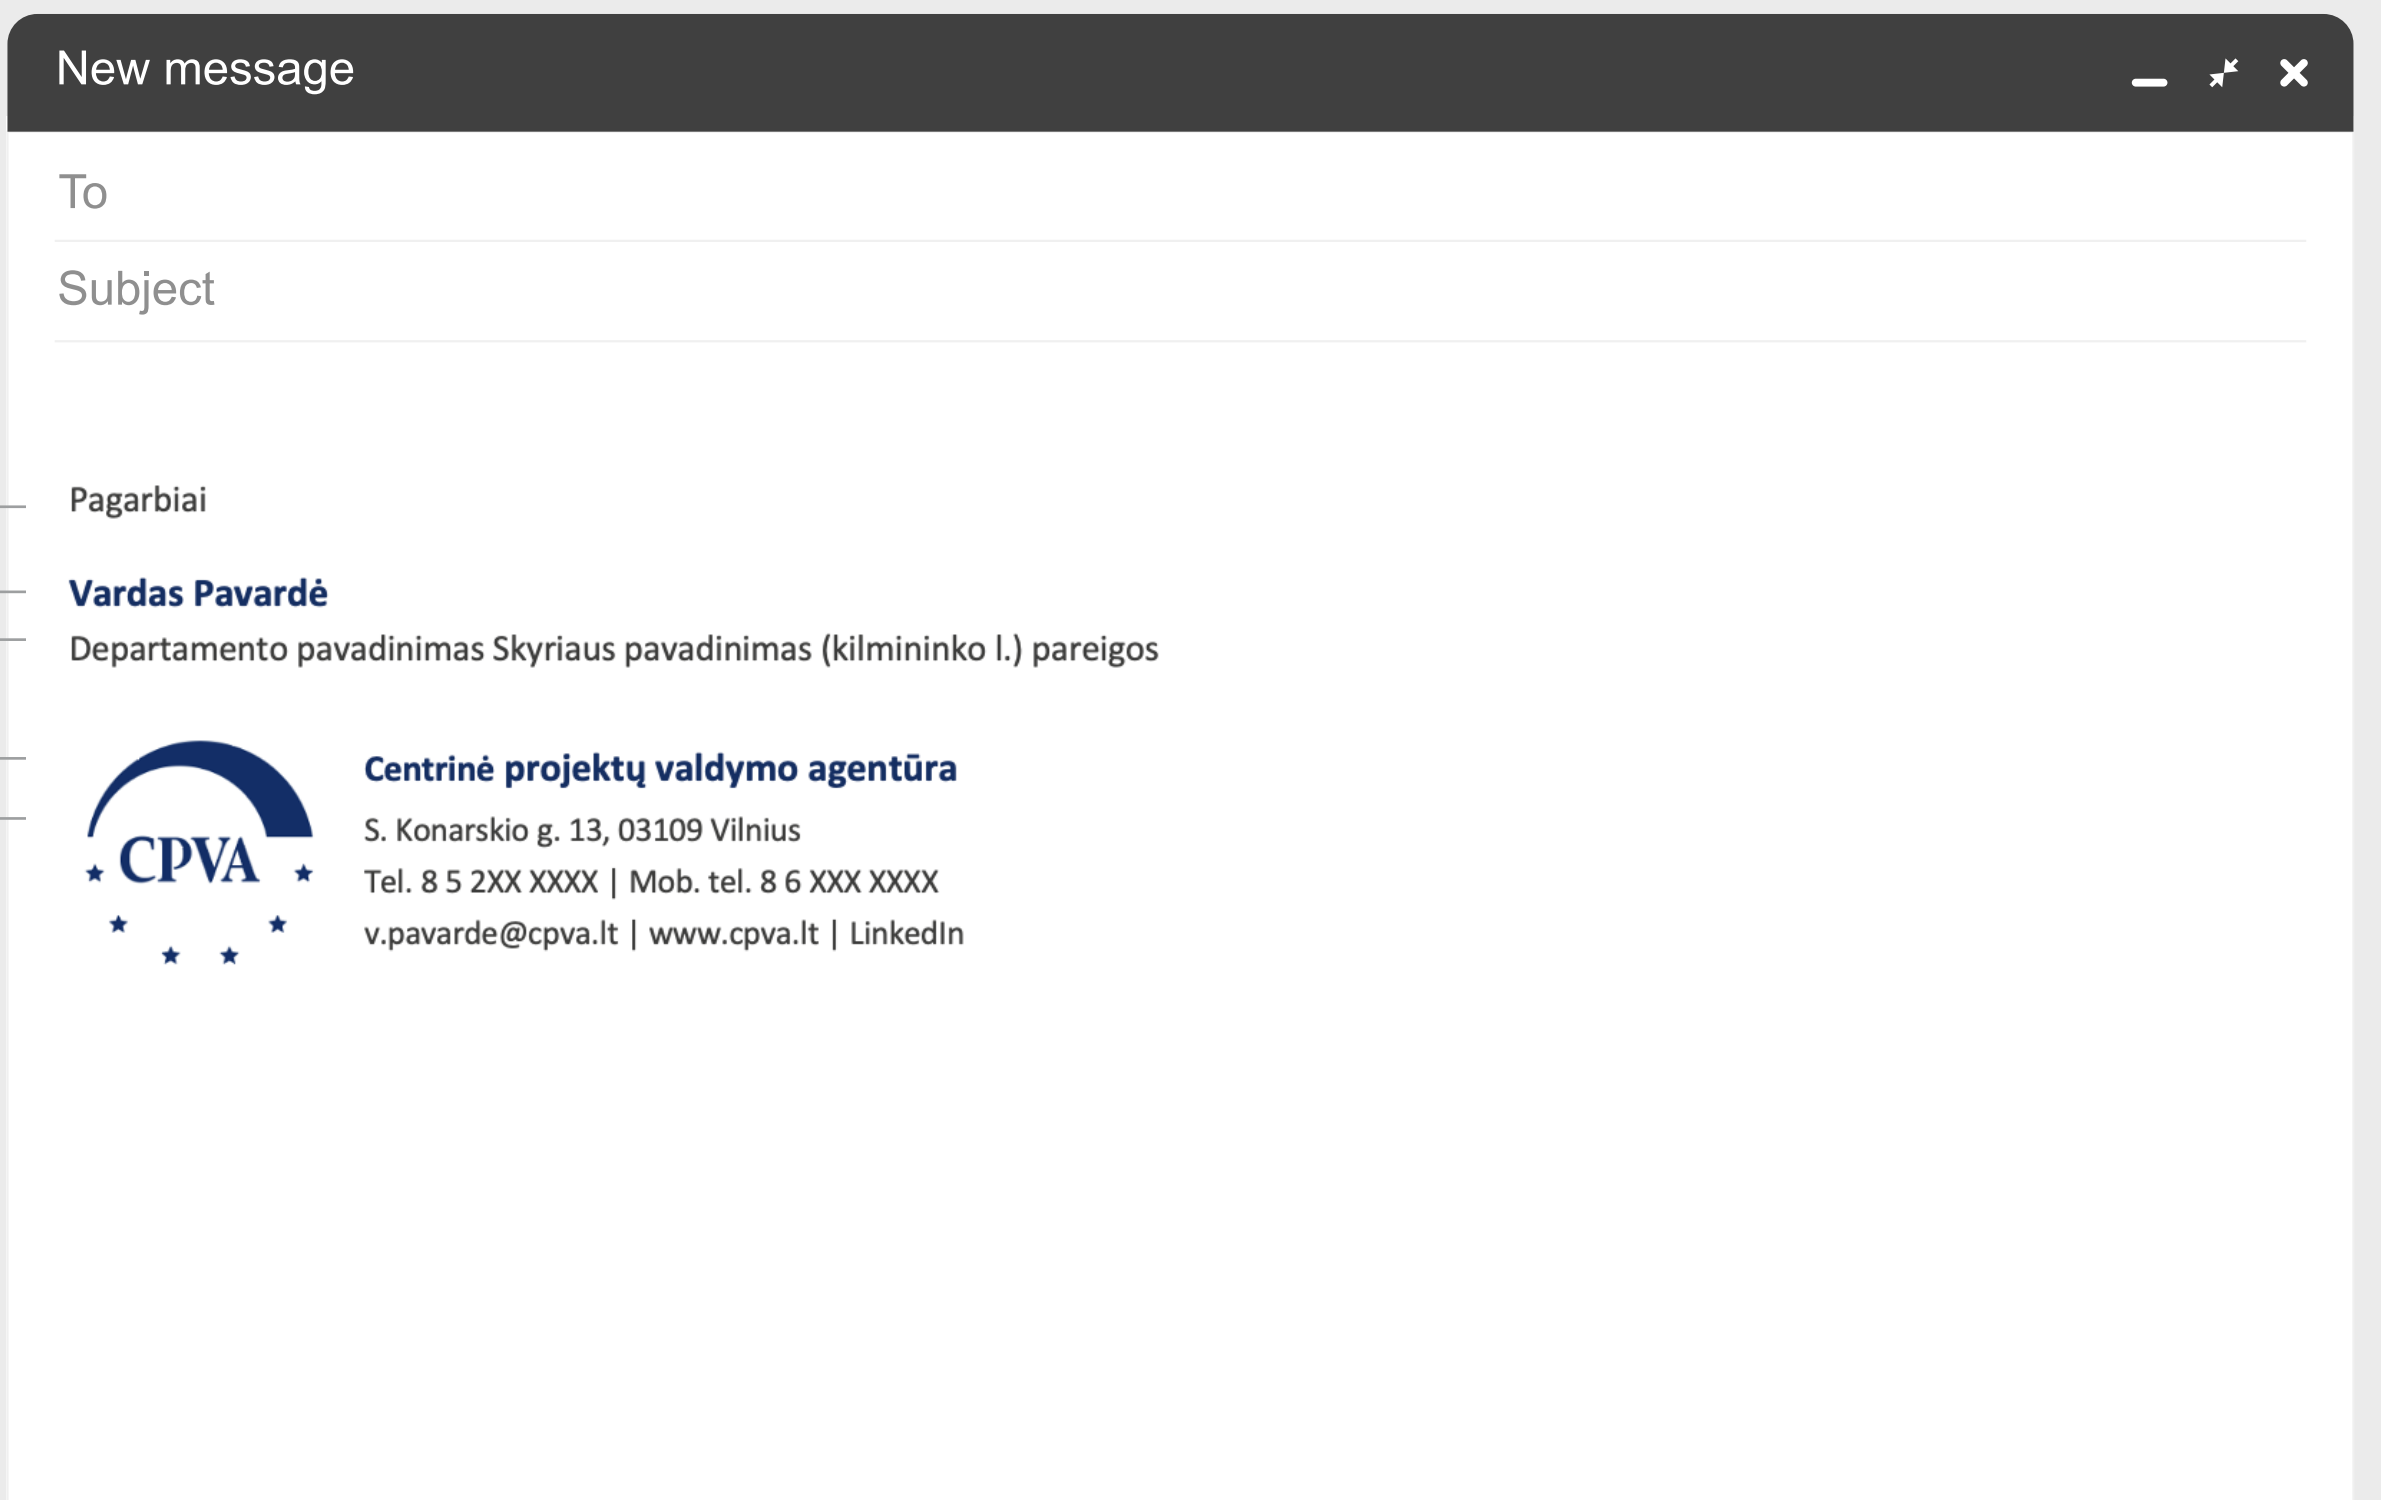 New message
To
Subject
Pagarbiai
Vardas Pavardė
Departamento pavadinimas Skyriaus pavadinimas (kilmininko l.) pareigos
CPVA
Centrinė projektų valdymo agentūra
S. Konarskio g. 13, 03109 Vilnius
Tel. 8 5 2XX XXXX | Mob. tel. 8 6 XXX XXXX
v.pavarde@cpva.lt | www.cpva.lt | LinkedIn